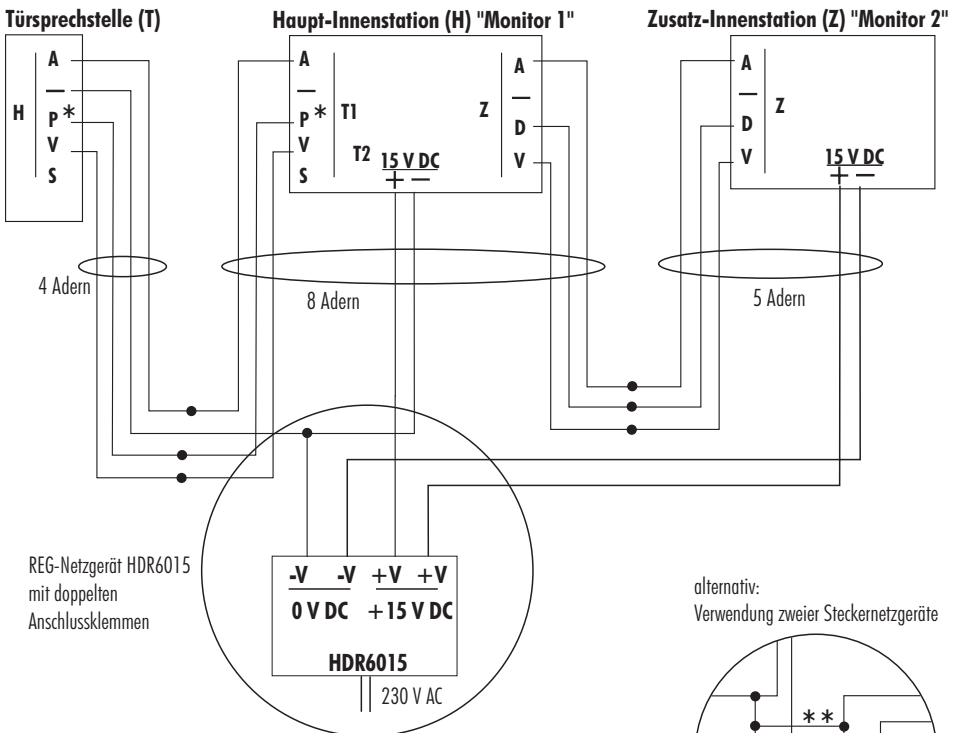 Türsprechstelle (T)
Haupt-Innenstation (H) "Monitor 1"
Zusatz-Innenstation (Z) "Monitor 2"
H
A
—
P*
V
S
A
—
P*
V
S
T1
T2
15 V DC
+ —
Z
A
—
D
V
A
—
D
V
Z
15 V DC
+ —
4 Adern
8 Adern
5 Adern
REG-Netzgerät HDR6015
mit doppelten
Anschlussklemmen
-V -V +V +V
0 V DC +15 V DC
HDR6015
230 V AC
alternativ:
Verwendung zweier Steckernetzgeräte
**